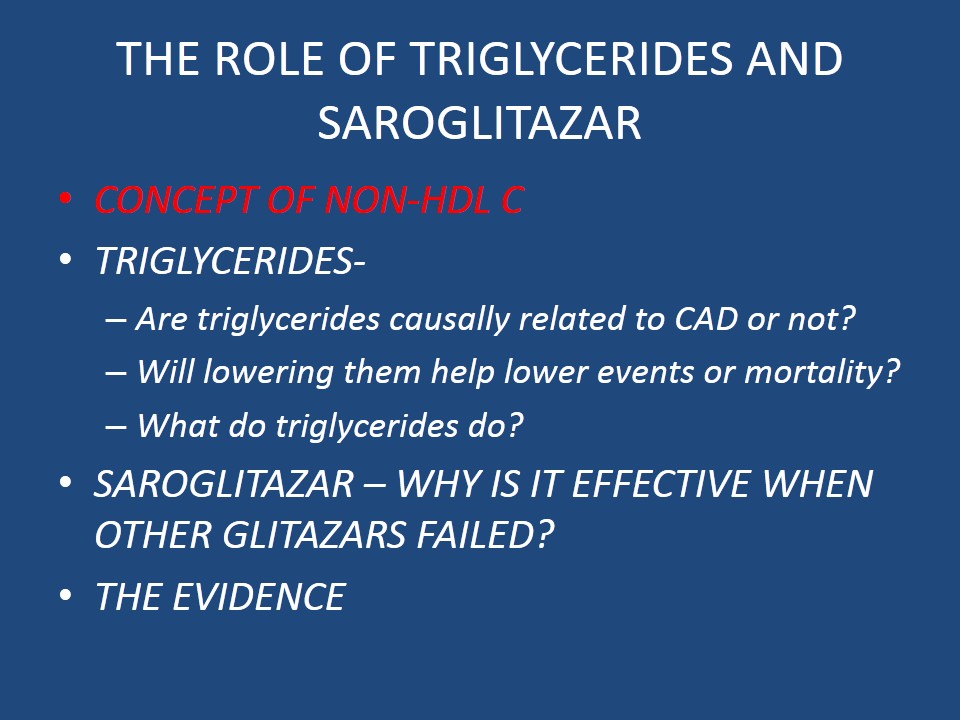 THE ROLE OF TRIGLYCERIDES AND
SAROGLITAZAR
• CONCEPT OF NON-HDL C
• TRIGLYCERIDES-
– Are triglycerides causally related to CAD or not?
– Will lowering them help lower events or mortality?
– What do triglycerides do?
• SAROGLITAZAR – WHY IS IT EFFECTIVE WHEN
OTHER GLITAZARS FAILED?
• THE EVIDENCE